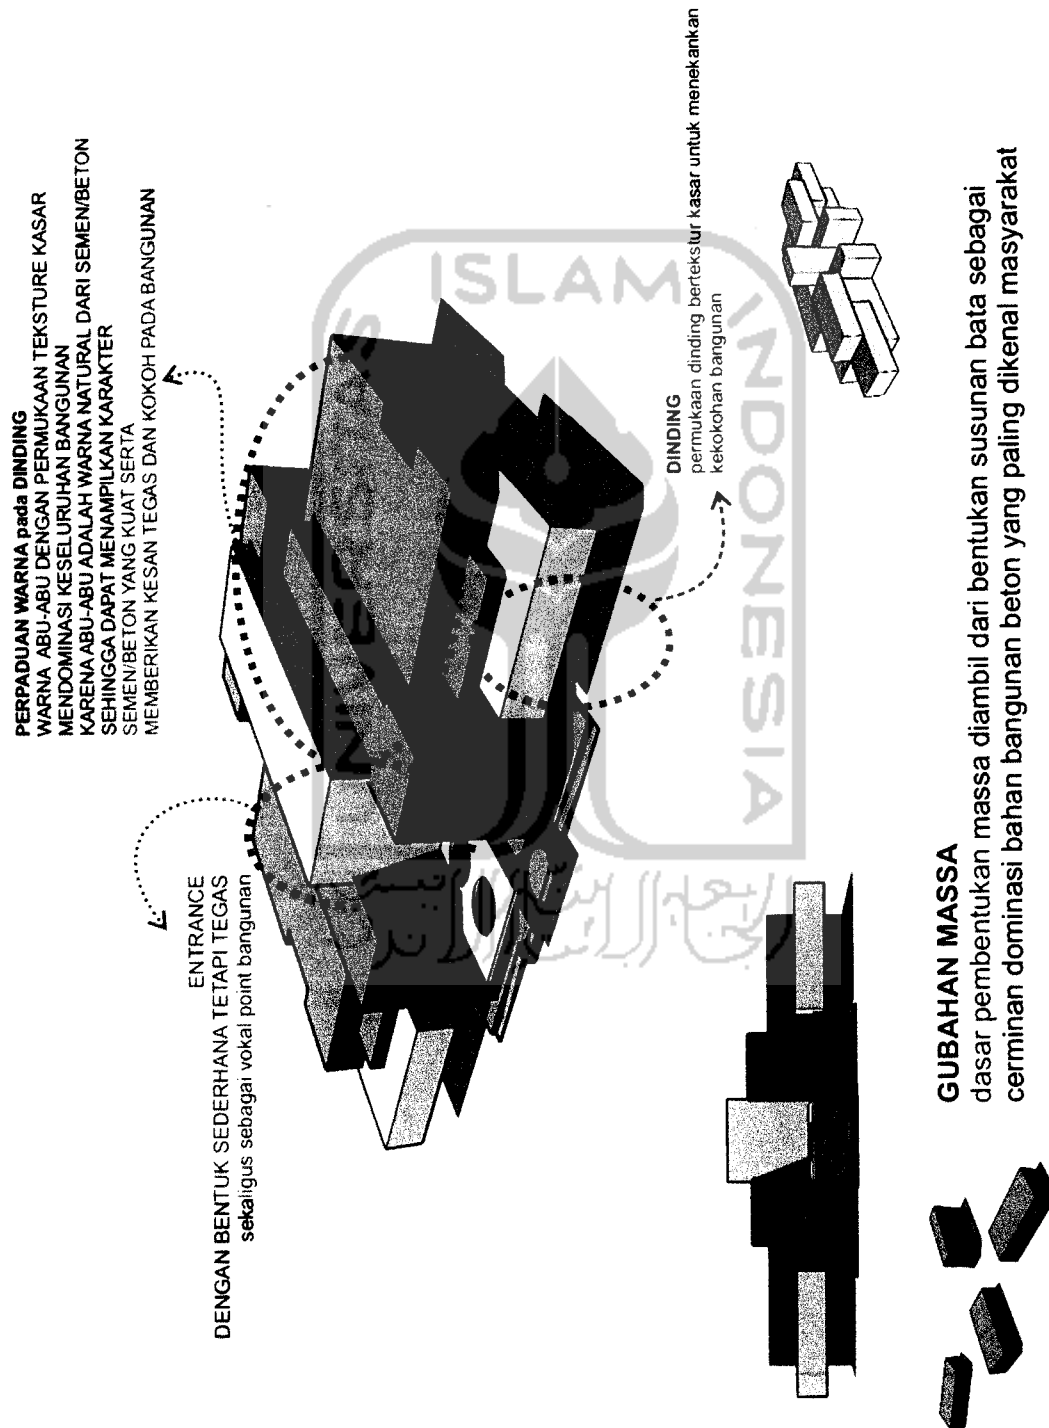 PERPADUAN WARNA pada DINDING
WARNA ABU-ABU DENGAN PERMUKAAN TEKSTURE KASAR
MENDOMINASI KESELURUHAN BANGUNAN
KARENA ABU-ABU ADALAH WARNA NATURAL DARI SEMEN/BETON
SEHINGGA DAPAT MENAMPILKAN KARAKTER
SEMEN/BETON YANG KUAT SERTA
MEMBERIKAN KESAN TEGAS DAN KOKOH PADA BANGUNAN
ENTRANCE
DENGAN BENTUK SEDERHANA TETAPI TEGAS
sekaligus sebagai vokal point bangunan
DINDING
permukaan dinding bertekstur kasar untuk menekankan
kekokohan bangunan
GUBAHAN MASSA
dasar pembentukan massa diambil dari bentukan susunan bata sebagai
cerminan dominasi bahan bangunan beton yang paling dikenal masyarakat
ISLAM
INDONESIA